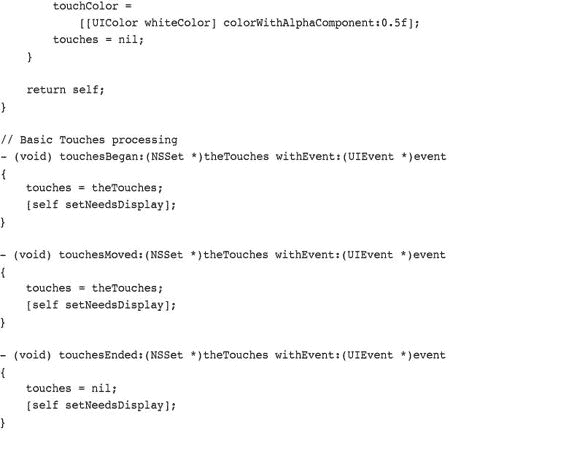 touchColor =
[[UIColor whiteColor] colorWithAlphaComponent:0.5f];
touches = nil;
}
return self;
}
// Basic Touches processing
- (void) touchesBegan:(NSSet *)theTouches withEvent:(UIEvent *)event
{
touches = theTouches;
[self setNeedsDisplay];
}
- (void) touchesMoved:(NSSet *)theTouches withEvent:(UIEvent *)event
{
touches = theTouches;
[self setNeedsDisplay];
}
- (void) touchesEnded:(NSSet *)theTouches withEvent:(UIEvent *)event
{
touches = nil;
[self setNeedsDisplay];
}